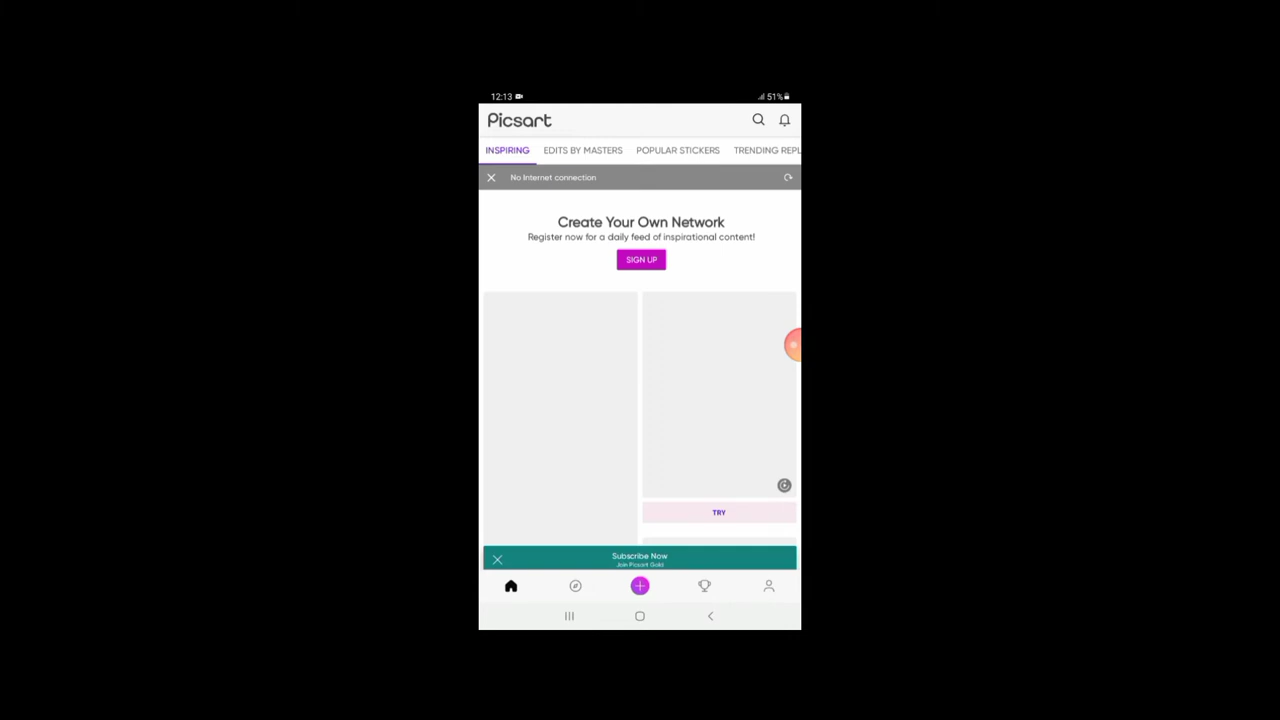 12:13
51%
Picsart
INSPIRING EDITS BY MASTERS POPULAR STICKERS TRENDING REPL
No Internet connection
Create Your Own Network
Register now for a daily feed of inspirational content!
SIGN UP
TRY
Subscribe Now
Join Picsart Gold